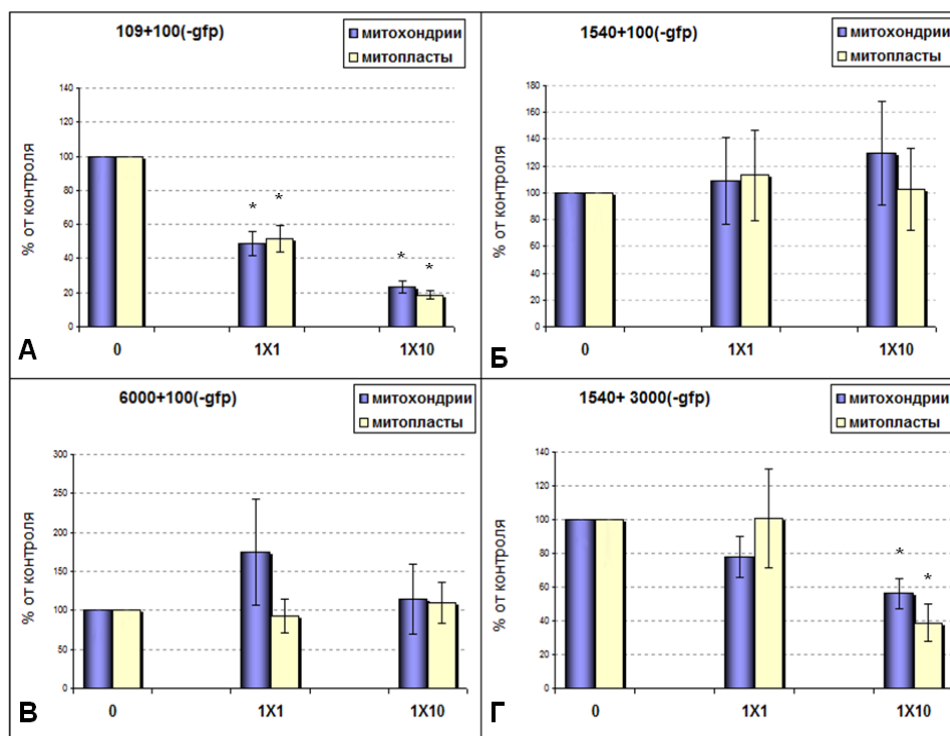 109+100(-gfp)
митохондрии
митопласты
% от контроля
140
120
100
80
60
40
20
0
* *
* *
0 1X1 1X10
А
1540+100(-gfp)
митохондрии
митопласты
% от контроля
180
160
140
120
100
80
60
40
20
0
0 1X1 1X10
Б
6000+100(-gfp)
митохондрии
митопласты
% от контроля
300
250
200
150
100
50
0
0 1X1 1X10
В
1540+ 3000(-gfp)
митохондрии
митопласты
% от контроля
140
120
100
80
60
40
20
0
* *
0 1X1 1X10
Г